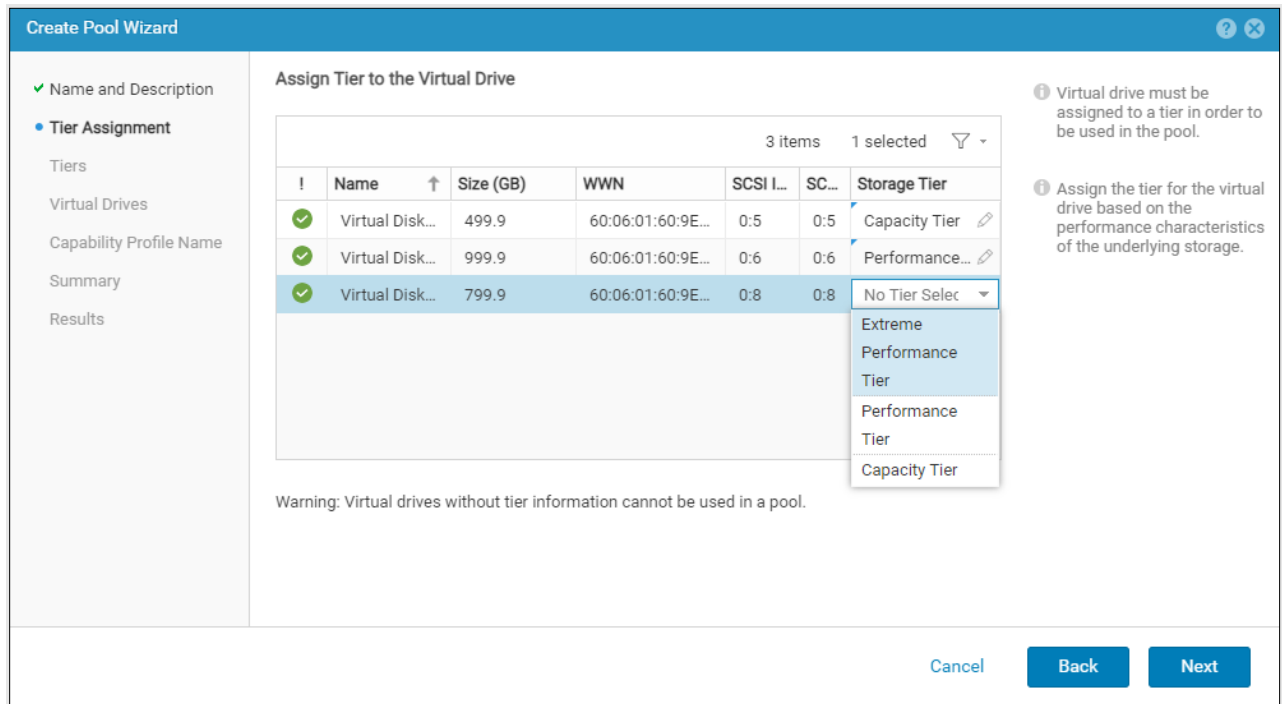 Create Pool Wizard
Name and Description
Tier Assignment
Tiers
Virtual Drives
Capability Profile Name
Summary
Results
Assign Tier to the Virtual Drive
3 items 1 selected
! Name Size (GB) WWN SCSI I... SC... Storage Tier
Virtual Disk... 499.9 60:06:01:60:9E... 0:5 0:5 Capacity Tier
Virtual Disk... 999.9 60:06:01:60:9E... 0:6 0:6 Performance...
Virtual Disk... 799.9 60:06:01:60:9E... 0:8 0:8 No Tier Selec
Extreme
Performance
Tier
Performance
Tier
Capacity Tier
Warning: Virtual drives without tier information cannot be used in a pool.
Virtual drive must be
assigned to a tier in order to
be used in the pool.
Assign the tier for the virtual
drive based on the
performance characteristics
of the underlying storage.
Cancel Back Next